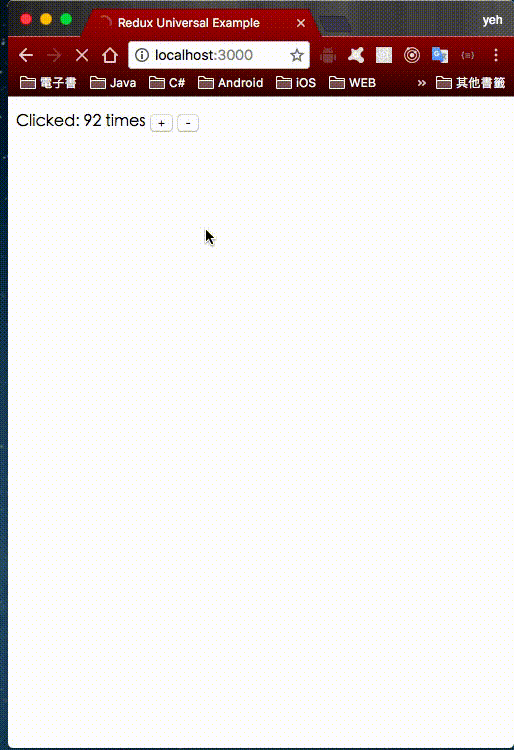 Redux Universal Example
yeh
localhost:3000
電子書 Java C# Android iOS WEB » 其他書籤
Clicked: 92 times + -